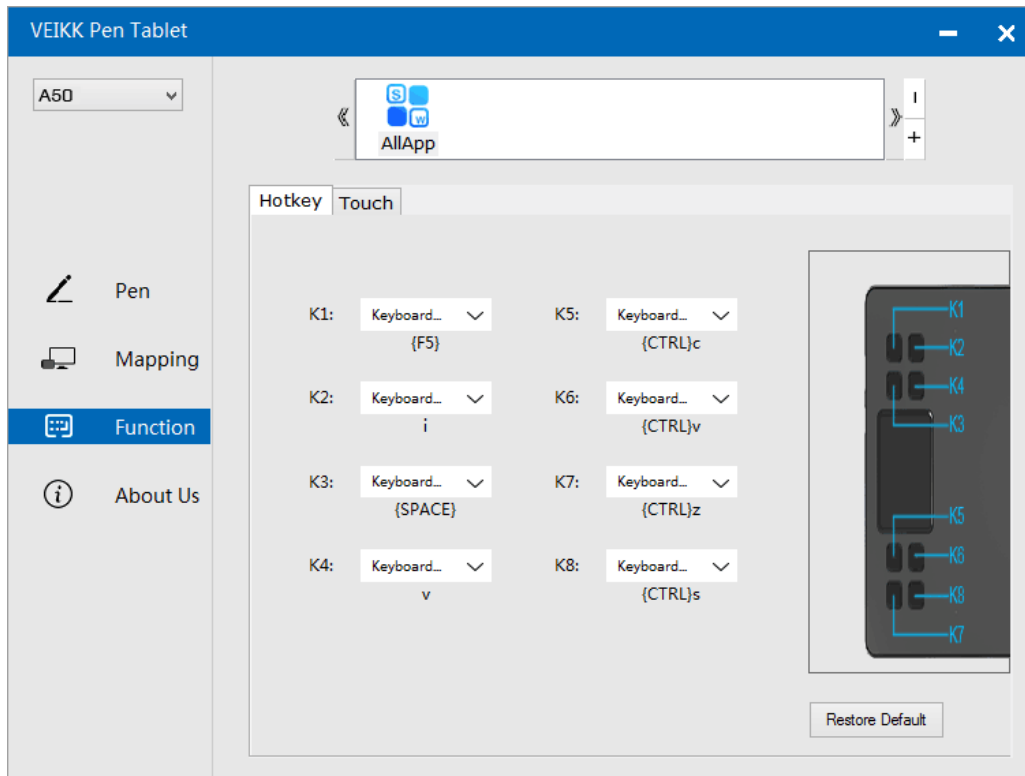 VEIKK Pen Tablet
A50
AllApp
Hotkey Touch
Pen
Mapping
Function
About Us
K1: Keyboard... K5: Keyboard...
{F5} {CTRL}c
K2: Keyboard... K6: Keyboard...
i {CTRL}v
K3: Keyboard... K7: Keyboard...
{SPACE} {CTRL}z
K4: Keyboard... K8: Keyboard...
v {CTRL}s
K1
K2
K4
K3
K5
K6
K8
K7
Restore Default